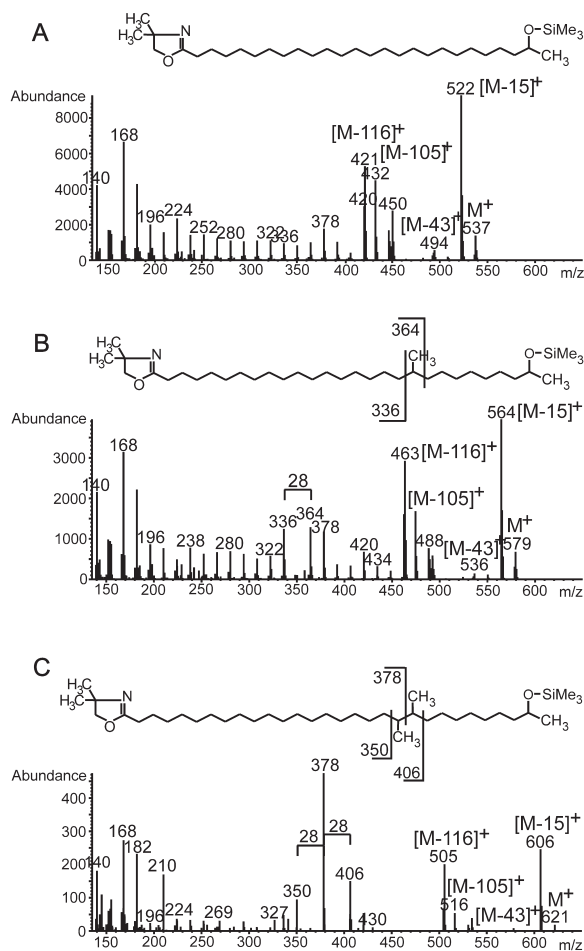 A
H₃C
H₃C
N
O
O-SiMe₃
CH₃
Abundance
522 [M-15]⁺
8000
168
[M-116]⁺
6000
421 [M-105]⁺
432
140
4000
420
450
M⁺
196 224
378
[M-43]⁺ 537
2000
252 280 322 336
494
0
150 200 250 300 350 400 450 500 550 600 m/z
B
364
H₃C
H₃C
N
O
CH₃
O-SiMe₃
CH₃
336
Abundance
564 [M-15]⁺
168
463 [M-116]⁺
3000
140
28
[M-105]⁺
2000
336 364
378
M⁺
196 238
488 [M-43]⁺ 579
1000
280 322
420
434
536
0
150 200 250 300 350 400 450 500 550 600 m/z
C
378
H₃C
H₃C
N
O
CH₃
CH₃
O-SiMe₃
CH₃
350
406
Abundance
378
400
[M-15]⁺
300
168
28 28
[M-116]⁺ 606
182
505
200
140
210
406
[M-105]⁺
350
516
M⁺
100
196 224 269
327
430
[M-43]⁺ 621
0
150 200 250 300 350 400 450 500 550 600 m/z